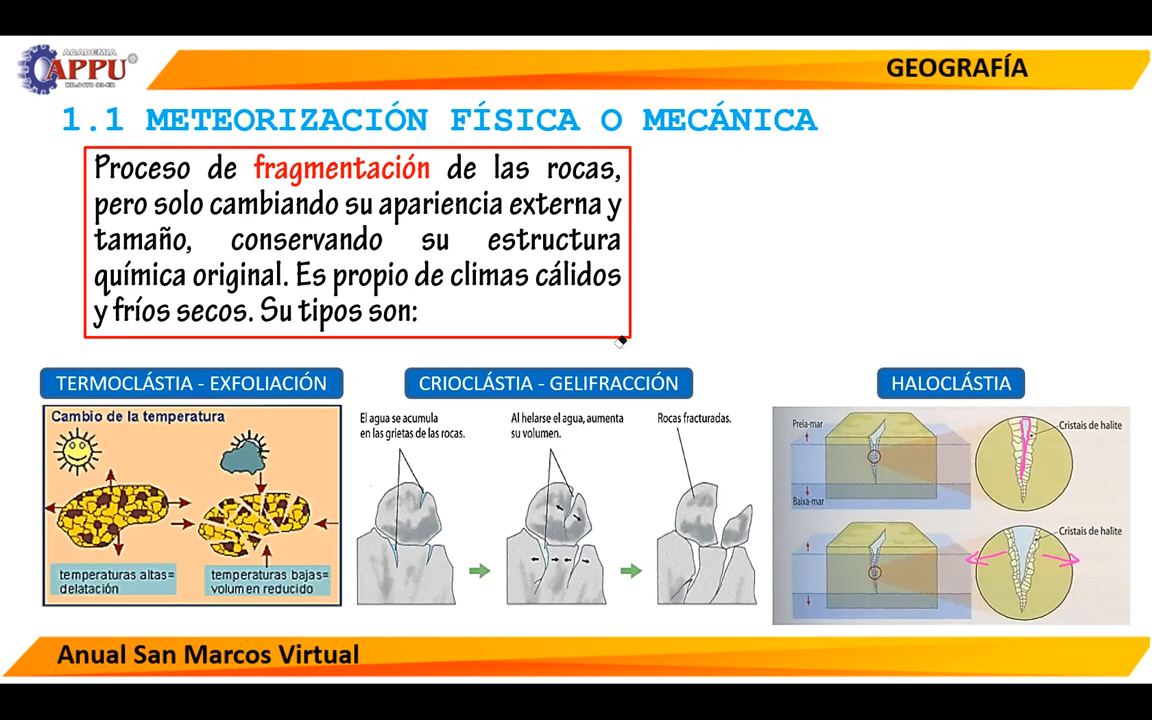 ACADEMIA
APPU
GEOGRAFÍA
1.1 METEORIZACIÓN FÍSICA O MECÁNICA
Proceso de fragmentación de las rocas,
pero solo cambiando su apariencia externa y
tamaño, conservando su estructura
química original. Es propio de climas cálidos
y fríos secos. Su tipos son:
TERMOCLÁSTIA - EXFOLIACIÓN
Cambio de la temperatura
temperaturas altas=
delatación
temperaturas bajas=
volumen reducido
CRIOCLÁSTIA - GELIFRACCIÓN
El agua se acumula
en las grietas de las rocas.
Al helarse el agua, aumenta
su volumen.
Rocas fracturadas.
HALOCLÁSTIA
Preia-mar
Baixa-mar
Cristais de halite
Cristais de halite
Anual San Marcos Virtual